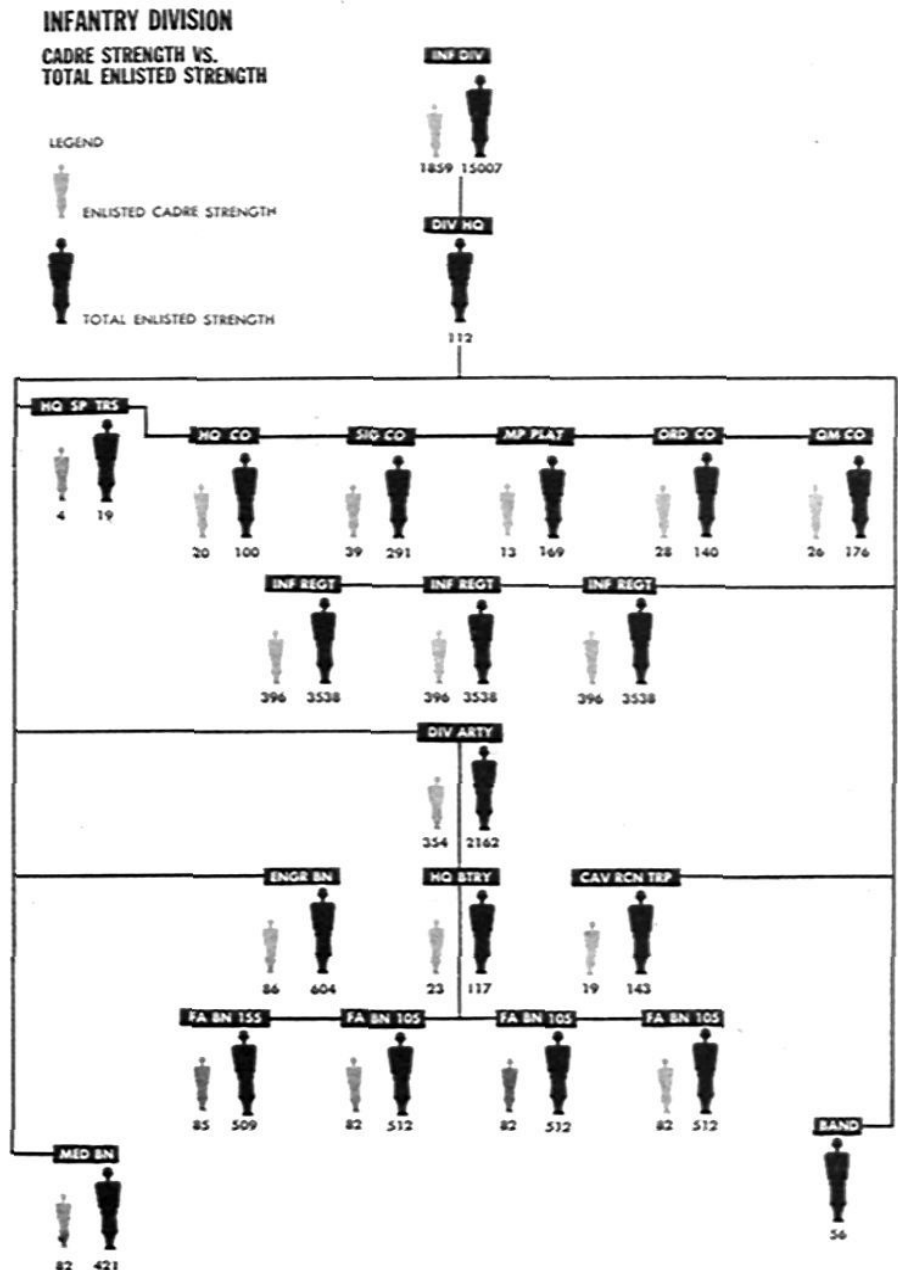 INFANTRY DIVISION
CADRE STRENGTH VS.
TOTAL ENLISTED STRENGTH
LEGEND
ENLISTED CADRE STRENGTH
TOTAL ENLISTED STRENGTH
INF DIV
1859 15007
DIV HQ
112
HQ SP TRS
4 19
HQ CO SIG CO MP PLAT ORD CO QM CO
20 100 39 291 13 169 28 140 26 176
INF REGT INF REGT INF REGT
396 3538 396 3538 396 3538
DIV ARTY
354 2162
ENGR BN HQ BTRY CAV RCN TRP
86 604 23 117 19 143
FA BN 155 FA BN 105 FA BN 105 FA BN 105
85 509 82 512 82 512 82 512
BAND
56
MED BN
82 421